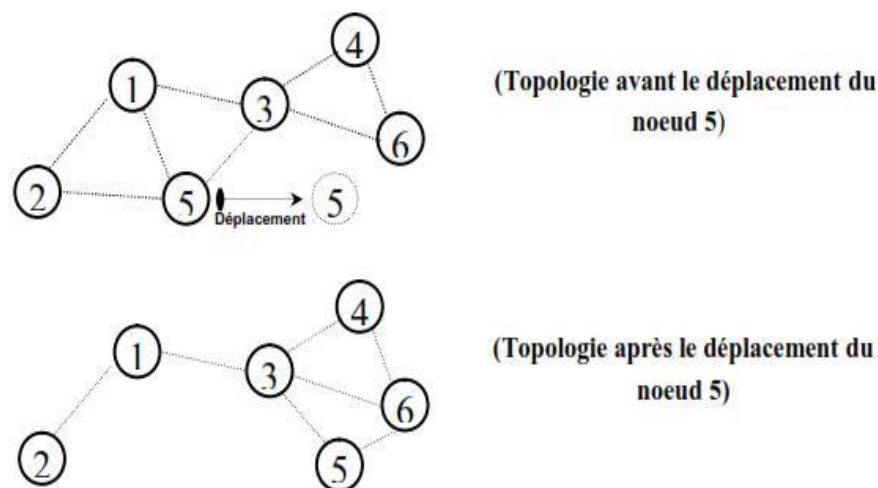 4
1
(Topologie avant le déplacement du
noeud 5)
3
6
2
5
5
Déplacement
4
1
(Topologie après le déplacement du
noeud 5)
3
6
2
5